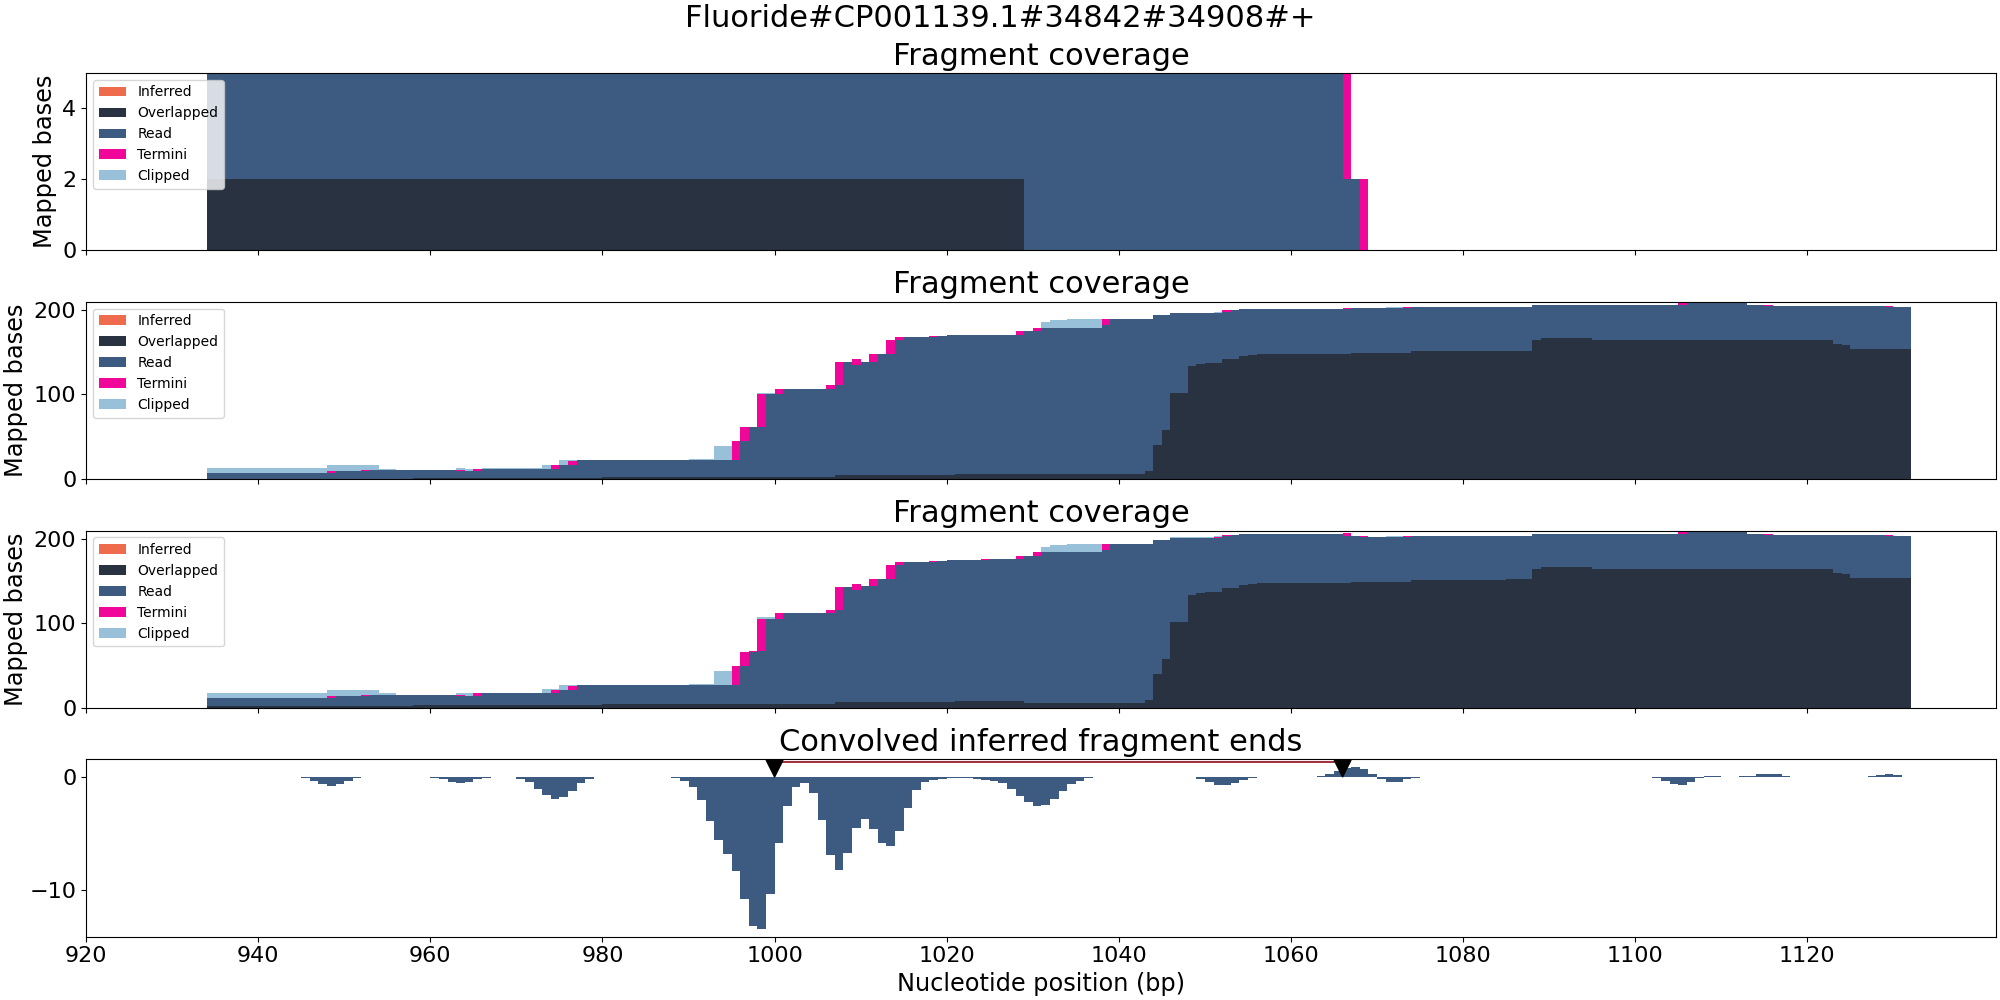 Fluoride#CP001139.1#34842#34908#+
Fragment coverage
Mapped bases
4
2
0
Inferred
Overlapped
Read
Termini
Clipped
Fragment coverage
Mapped bases
200
100
0
Inferred
Overlapped
Read
Termini
Clipped
Fragment coverage
Mapped bases
200
100
0
Inferred
Overlapped
Read
Termini
Clipped
Convolved inferred fragment ends
0
−10
920 940 960 980 1000 1020 1040 1060 1080 1100 1120
Nucleotide position (bp)